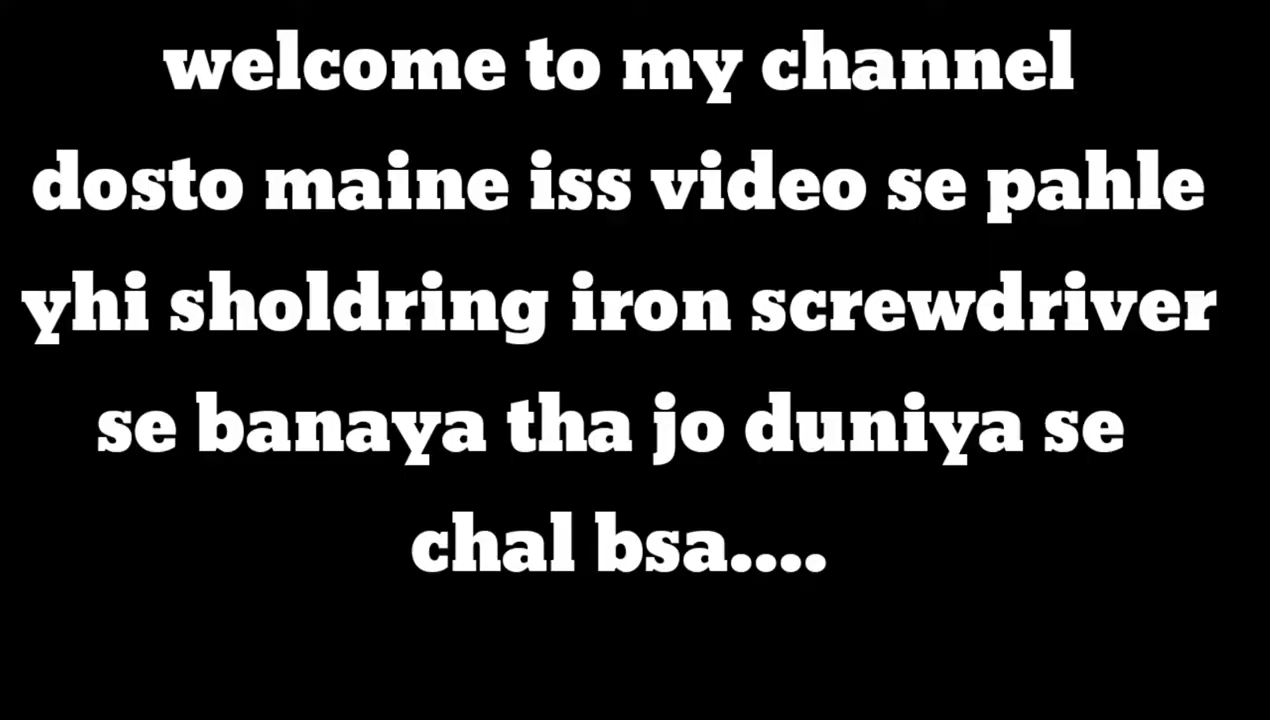 welcome to my channel
dosto maine iss video se pahle
yhi sholdring iron screwdriver
se banaya tha jo duniya se
chal bsa....